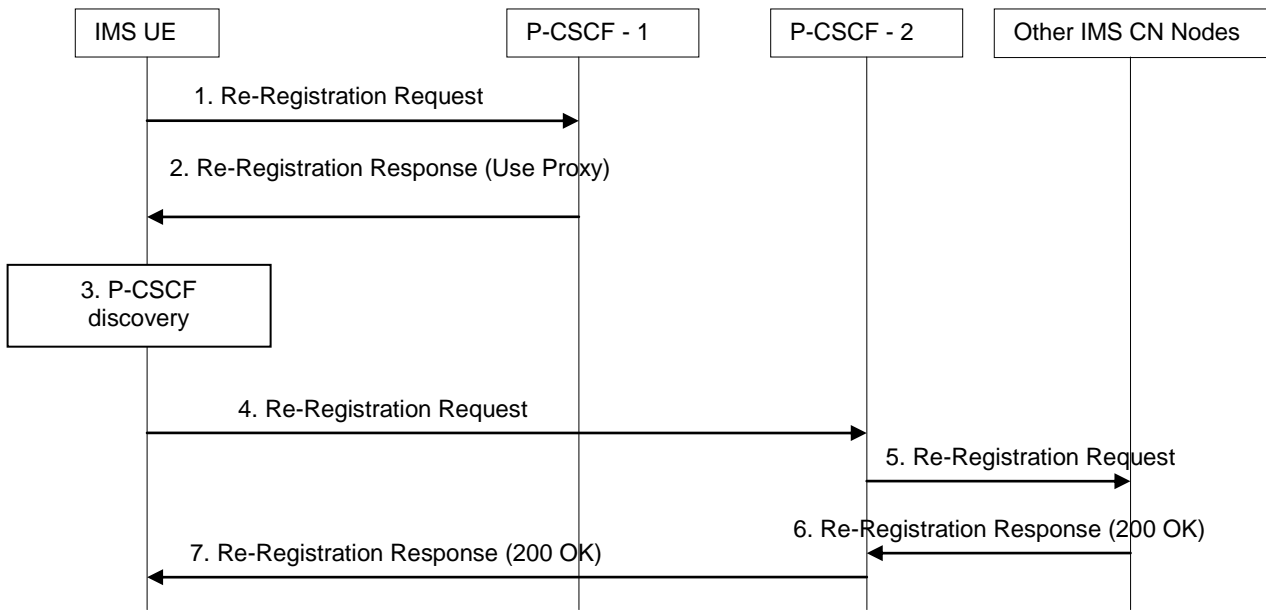 IMS UE
P-CSCF - 1
P-CSCF - 2
Other IMS CN Nodes
1. Re-Registration Request
2. Re-Registration Response (Use Proxy)
3. P-CSCF
discovery
4. Re-Registration Request
5. Re-Registration Request
6. Re-Registration Response (200 OK)
7. Re-Registration Response (200 OK)